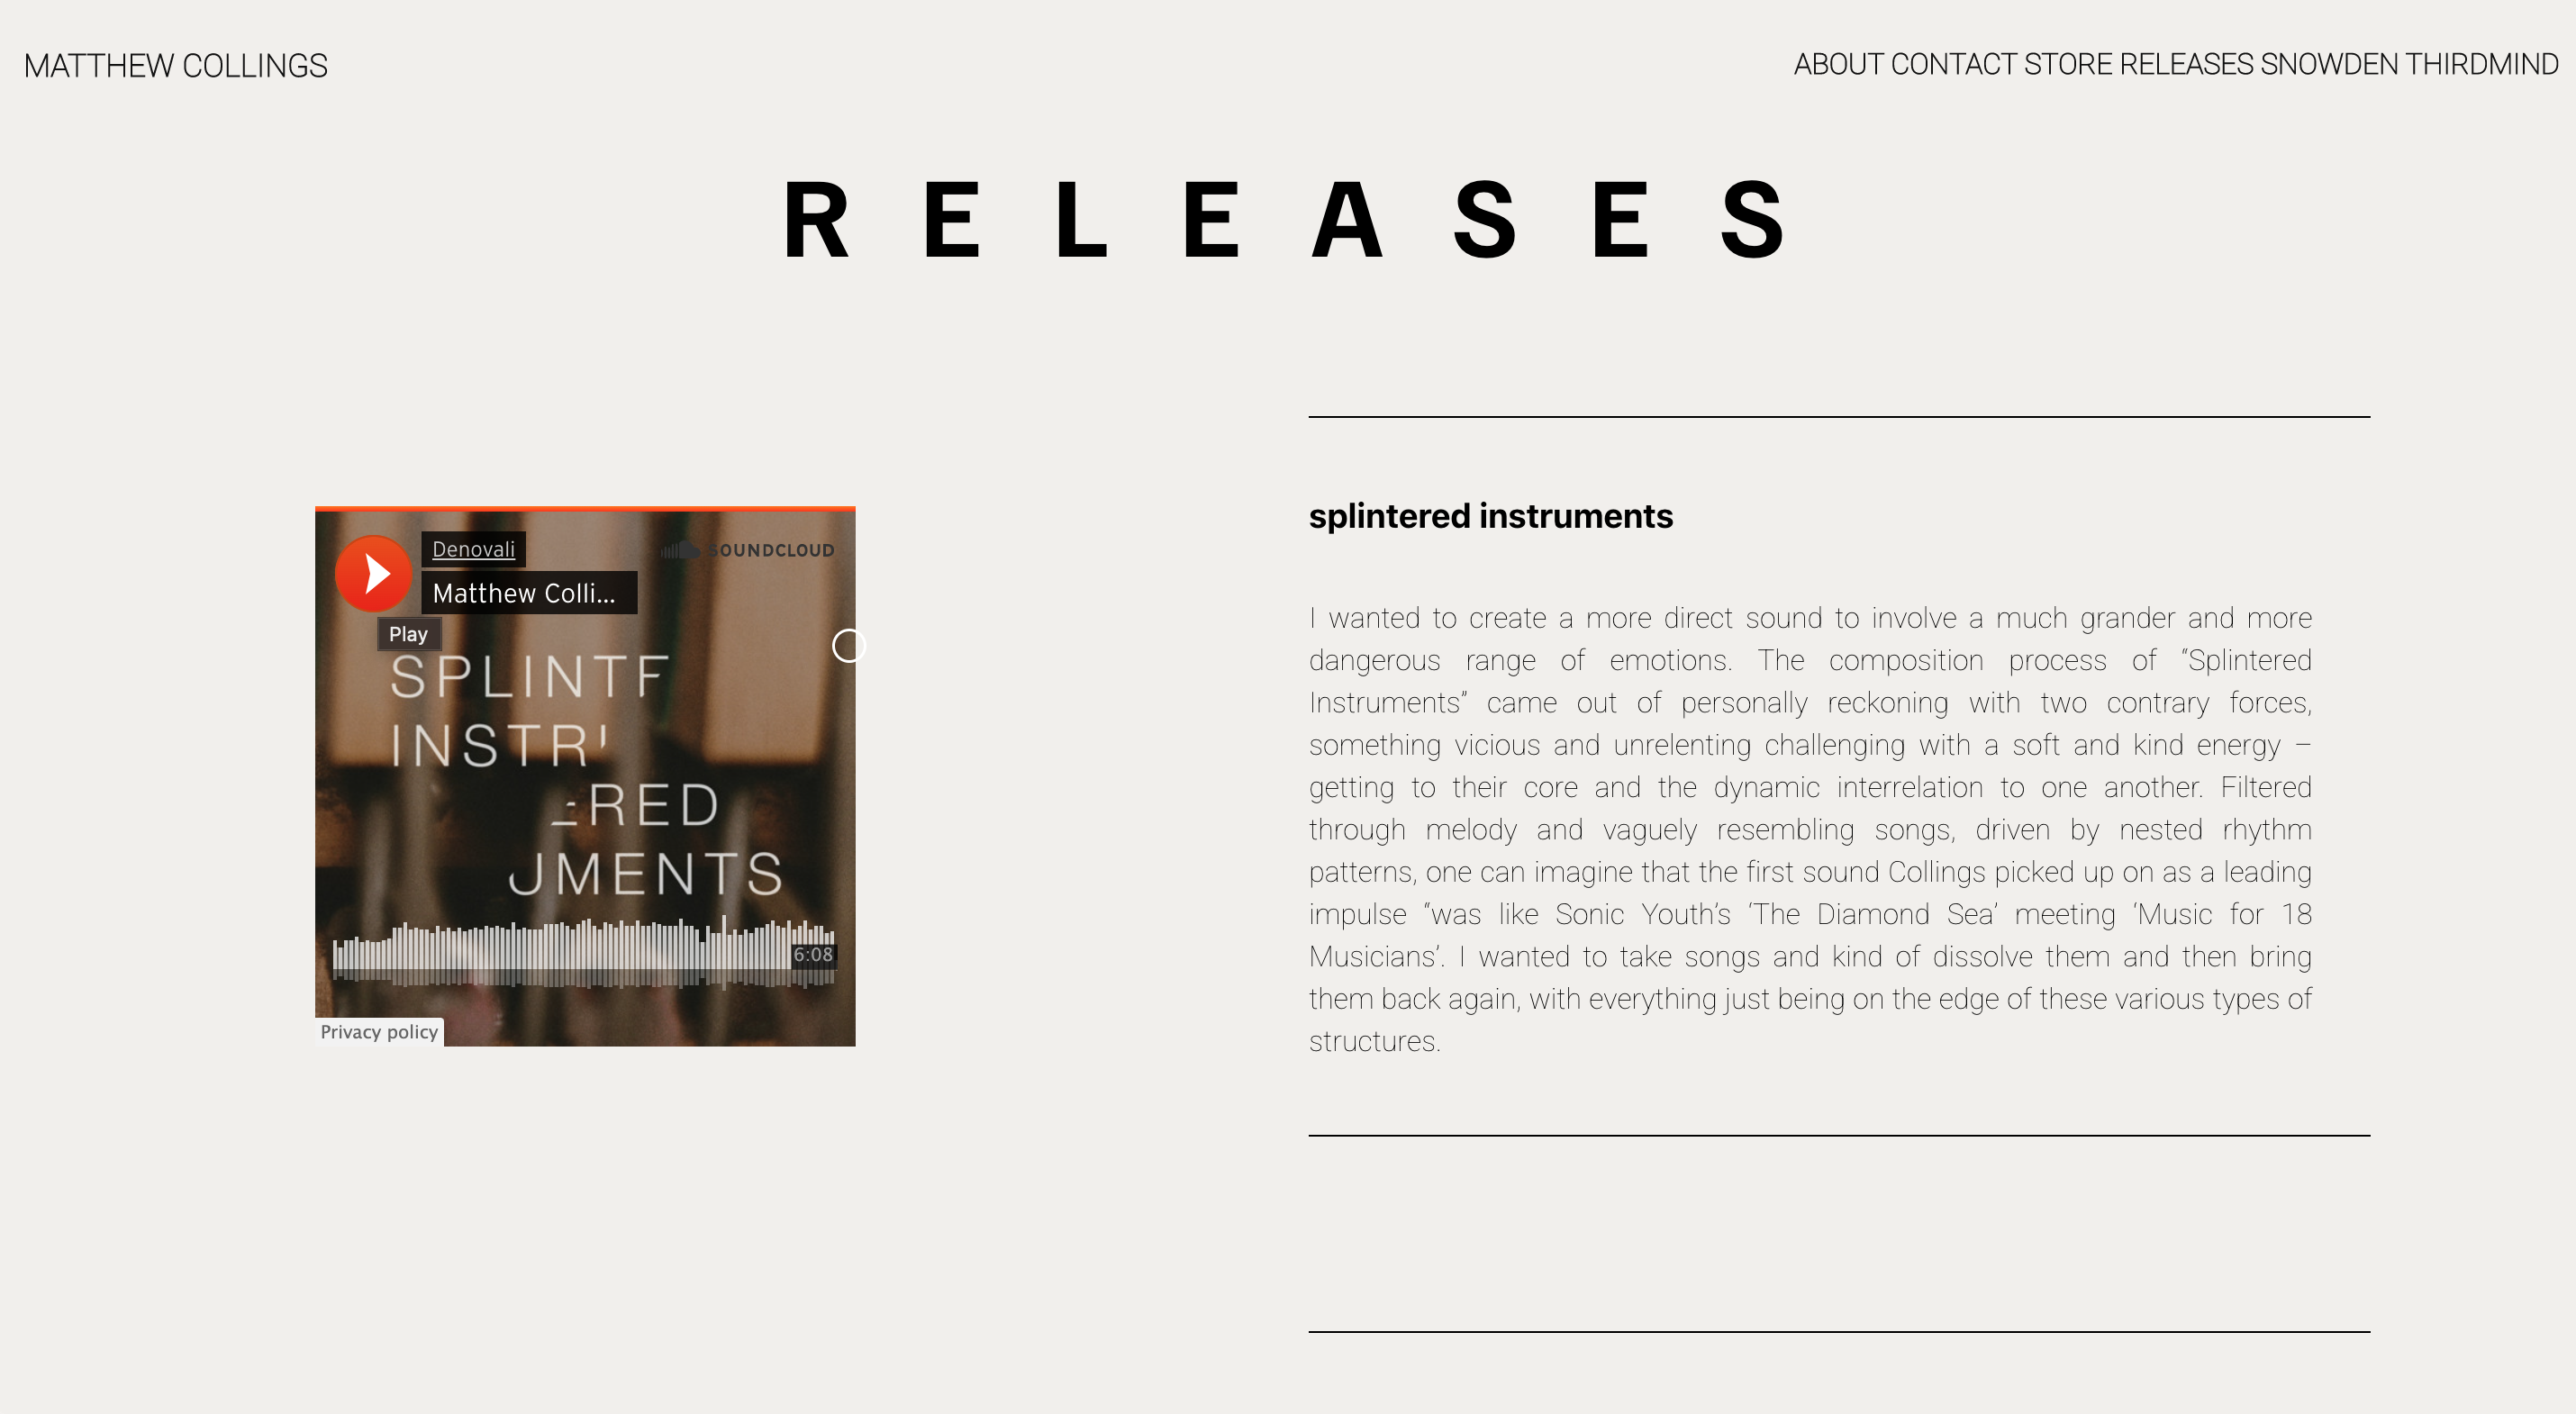 MATTHEW COLLINGS
ABOUT CONTACT STORE RELEASES SNOWDEN THIRDMIND
RELEASES
Denovali
SOUNDCLOUD
Matthew Colli...
Play
SPLINTE
INSTRU
ERED
UMENTS
6:08
Privacy policy
splintered instruments
I wanted to create a more direct sound to involve a much grander and more
dangerous range of emotions. The composition process of “Splintered
Instruments” came out of personally reckoning with two contrary forces,
something vicious and unrelenting challenging with a soft and kind energy –
getting to their core and the dynamic interrelation to one another. Filtered
through melody and vaguely resembling songs, driven by nested rhythm
patterns, one can imagine that the first sound Collings picked up on as a leading
impulse “was like Sonic Youth’s ‘The Diamond Sea’ meeting ‘Music for 18
Musicians’. I wanted to take songs and kind of dissolve them and then bring
them back again, with everything just being on the edge of these various types of
structures.